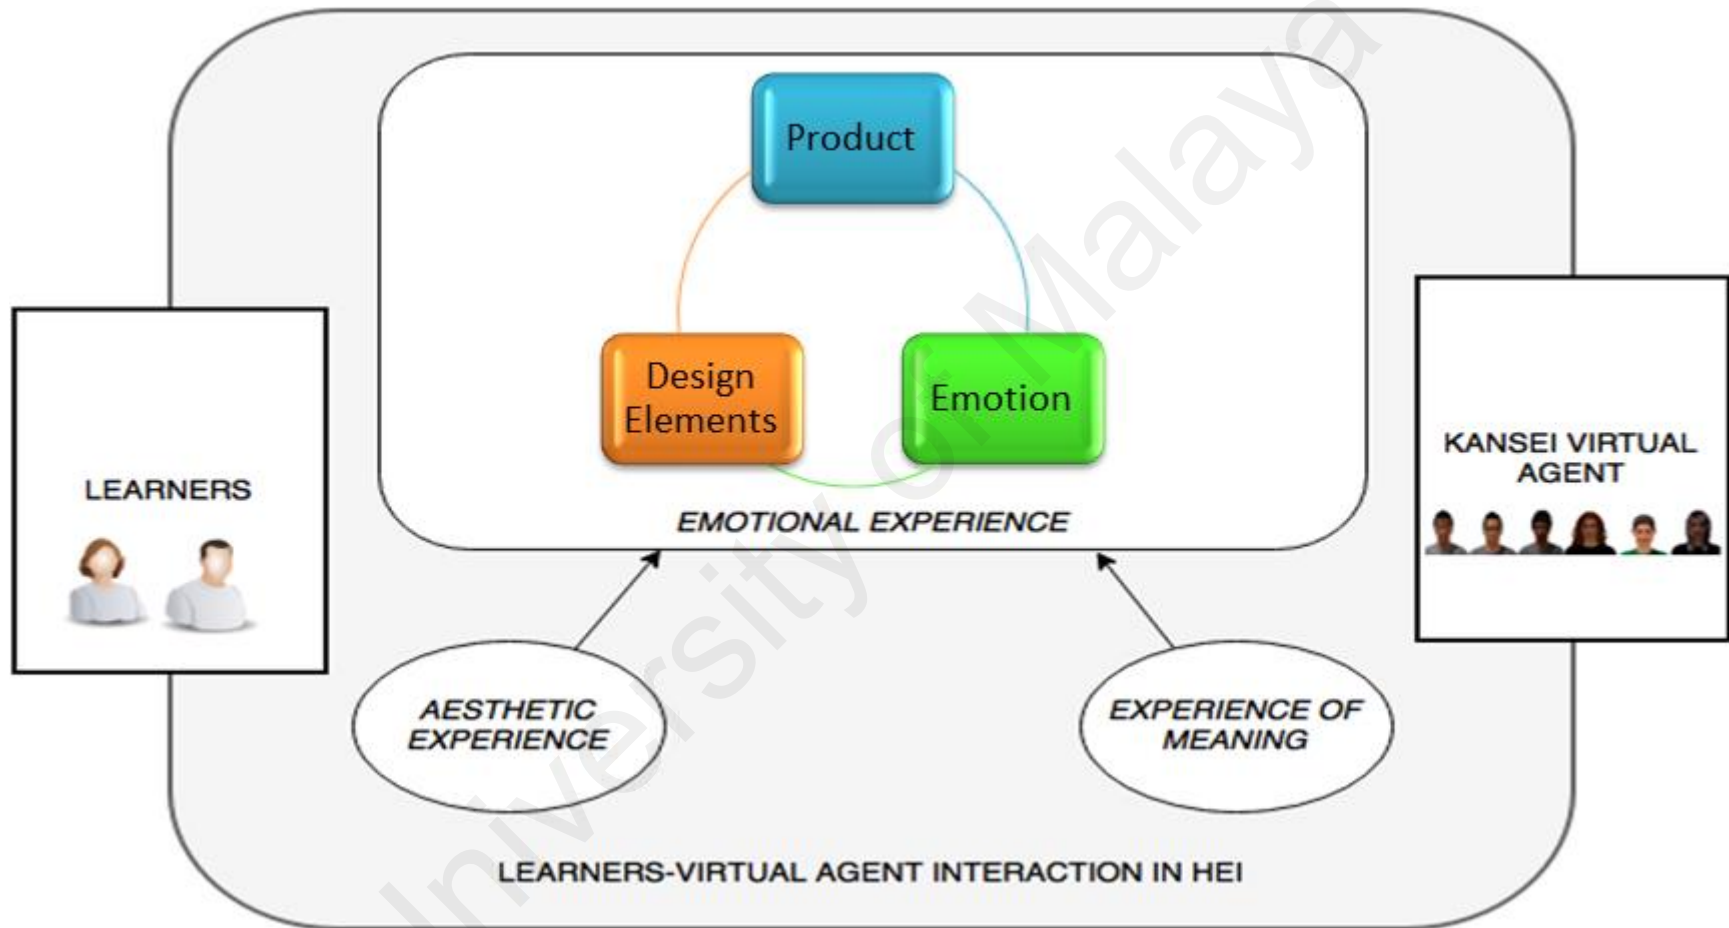 Product
Design
Elements
Emotion
EMOTIONAL EXPERIENCE
LEARNERS
KANSEI VIRTUAL
AGENT
AESTHETIC
EXPERIENCE
EXPERIENCE OF
MEANING
LEARNERS-VIRTUAL AGENT INTERACTION IN HEI
University of Malaya